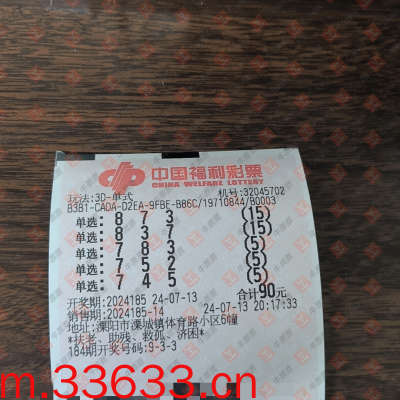 中国福利彩票
CHINA WELFARE LOTTERY
玩法:3D-单式 机号:32045702
83B1-CADA-D2EA-9FBE-B86C/19710844/80003
单选: 8 7 3 (15)
单选: 8 3 7 (15)
单选: 7 8 3 (5)
单选: 7 5 2 (5)
单选: 7 4 5 (5)
合计90元
开奖期:2024185 24-07-13
销售期:2024185-14 24-07-13 20:17:33
地址:溧阳市溧城镇体育路小区6幢
*扶老、助残、救孤、济困*
184期开奖号码:9-3-3
m.33633.cn.com